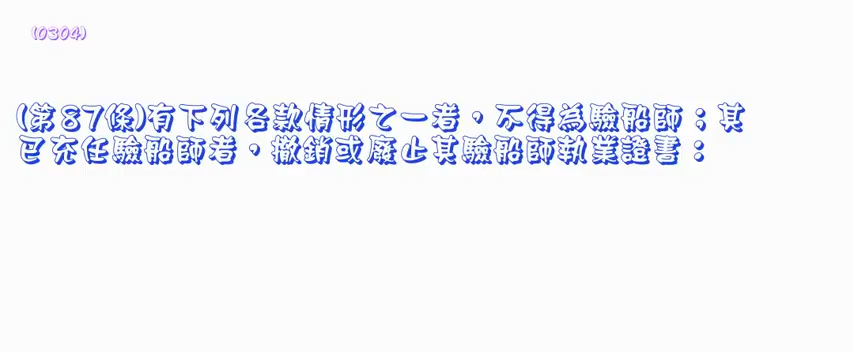 (0304)
(第87條)有下列各款情形之一者，不得為驗船師；其
已充任驗船師者，撤銷或廢止其驗船師執業證書：